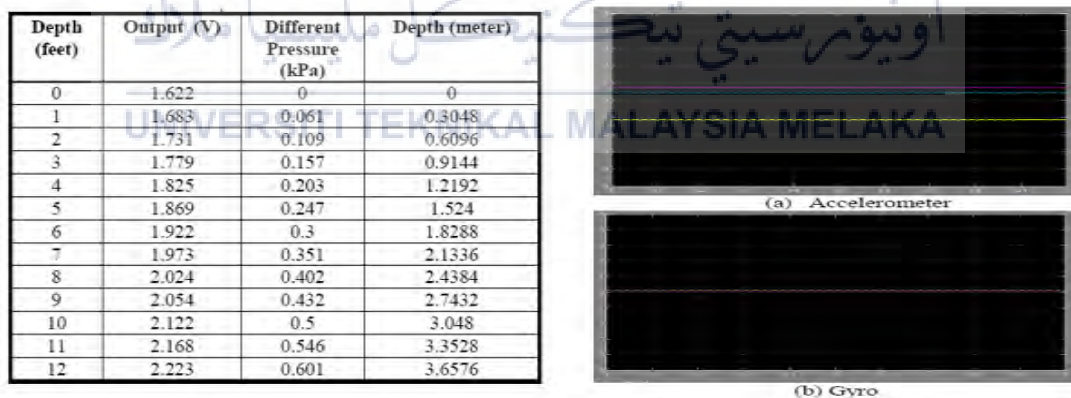 اونيورسيتي تيكنيكل مليسيا ملاك
UNIVERSITI TEKNIKAL MALAYSIA MELAKA
Depth (feet) Output (V) Different Pressure (kPa) Depth (meter)
0 1.622 0 0
1 1.683 0.061 0.3048
2 1.731 0.109 0.6096
3 1.779 0.157 0.9144
4 1.825 0.203 1.2192
5 1.869 0.247 1.524
6 1.922 0.3 1.8288
7 1.973 0.351 2.1336
8 2.024 0.402 2.4384
9 2.054 0.432 2.7432
10 2.122 0.5 3.048
11 2.168 0.546 3.3528
12 2.223 0.601 3.6576
(a) Accelerometer
(b) Gyro